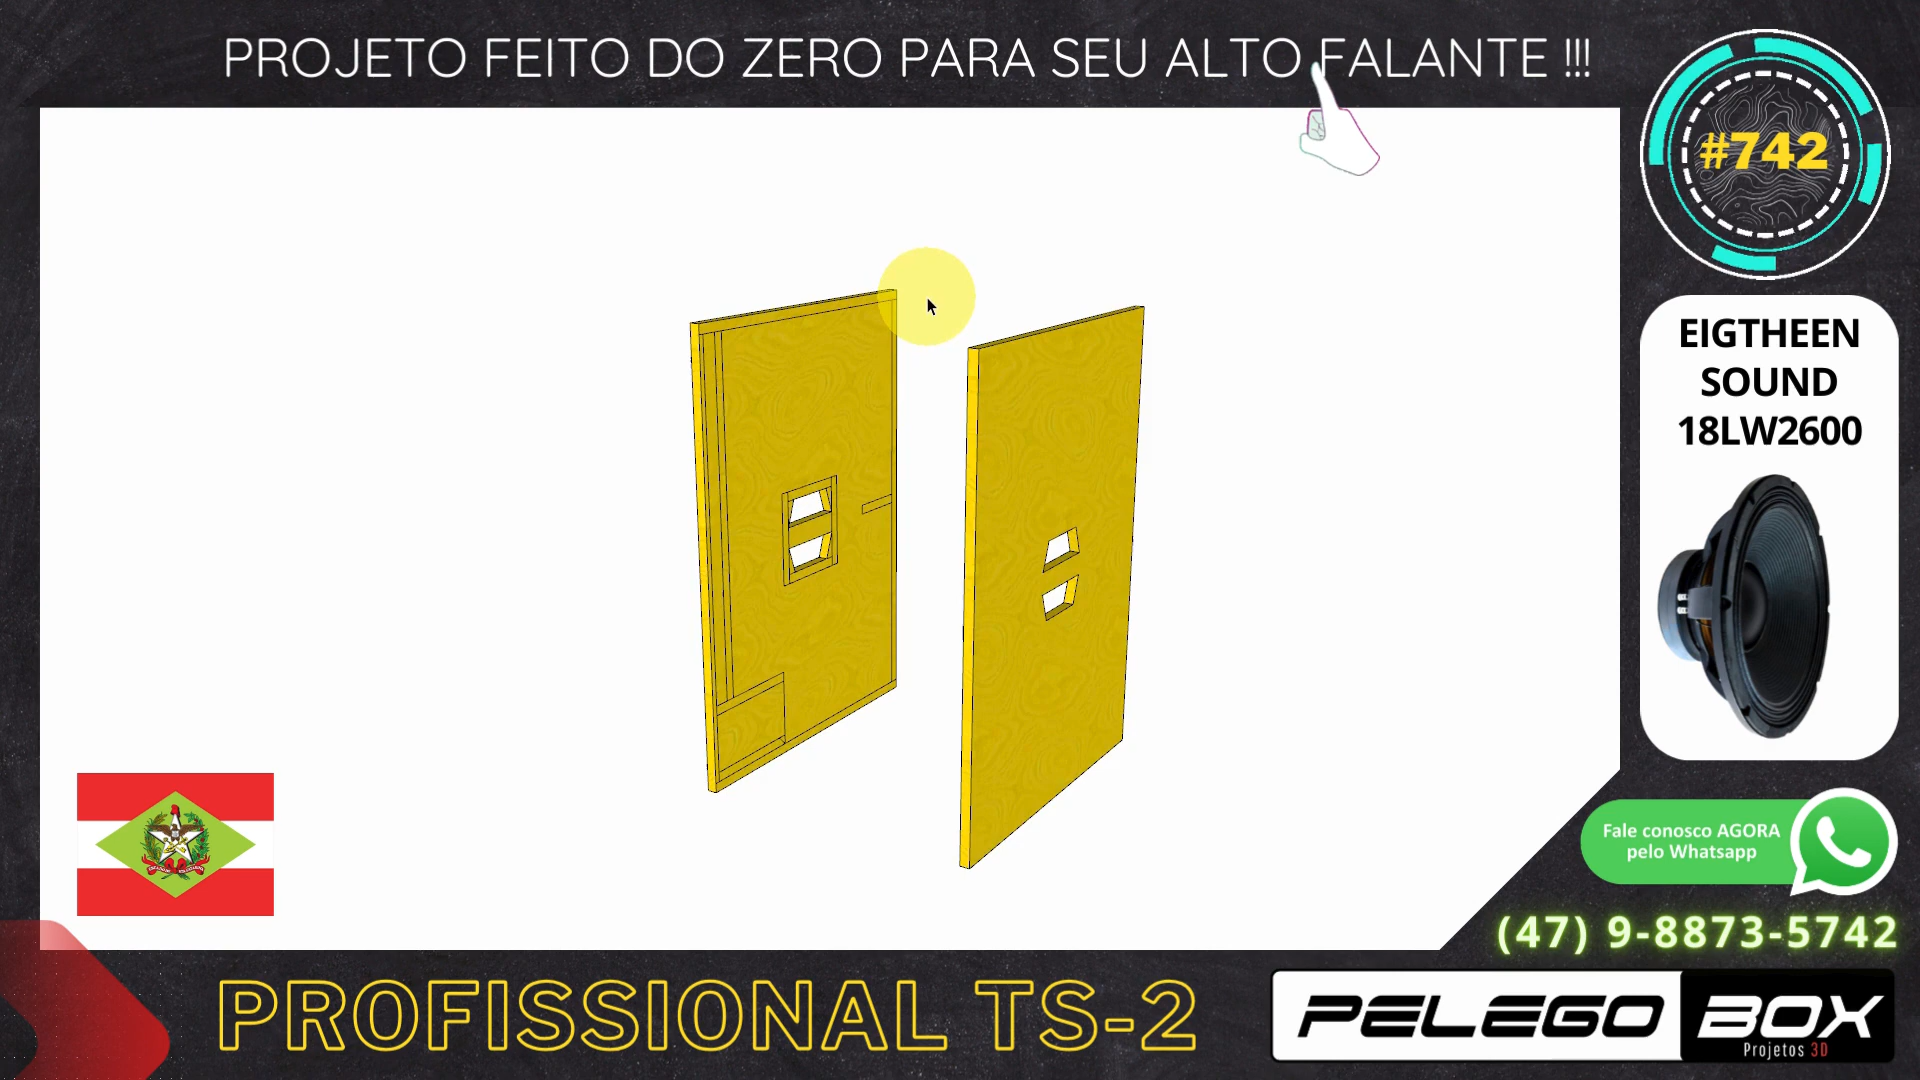 PROJETO FEITO DO ZERO PARA SEU ALTO FALANTE !!!
#742
EIGTHEEN
SOUND
18LW2600
Fale conosco AGORA
pelo Whatsapp
(47) 9-8873-5742
PROFISSIONAL TS-2
PELEGO BOX
Projetos 3D